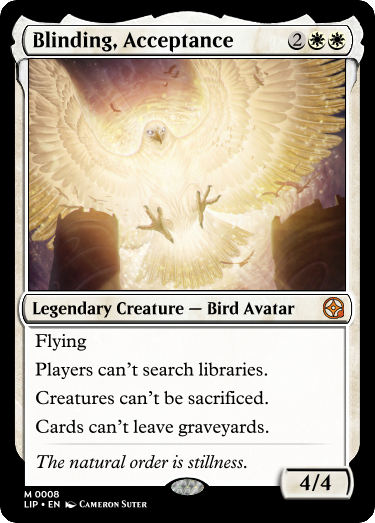 Blinding, Acceptance 2
Legendary Creature — Bird Avatar
Flying
Players can't search libraries.
Creatures can't be sacrificed.
Cards can't leave graveyards.
The natural order is stillness.
4/4
M 0008
LIP • EN Cameron Suter